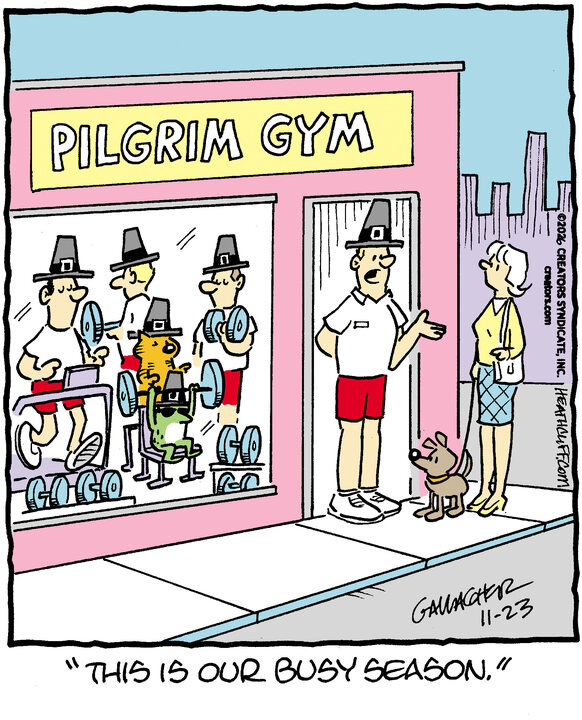 PILGRIM GYM
©2026 CREATORS SYNDICATE, INC. HEATHCLIFF.COM
creators.com
GALLAGHER
11-23
"THIS IS OUR BUSY SEASON."